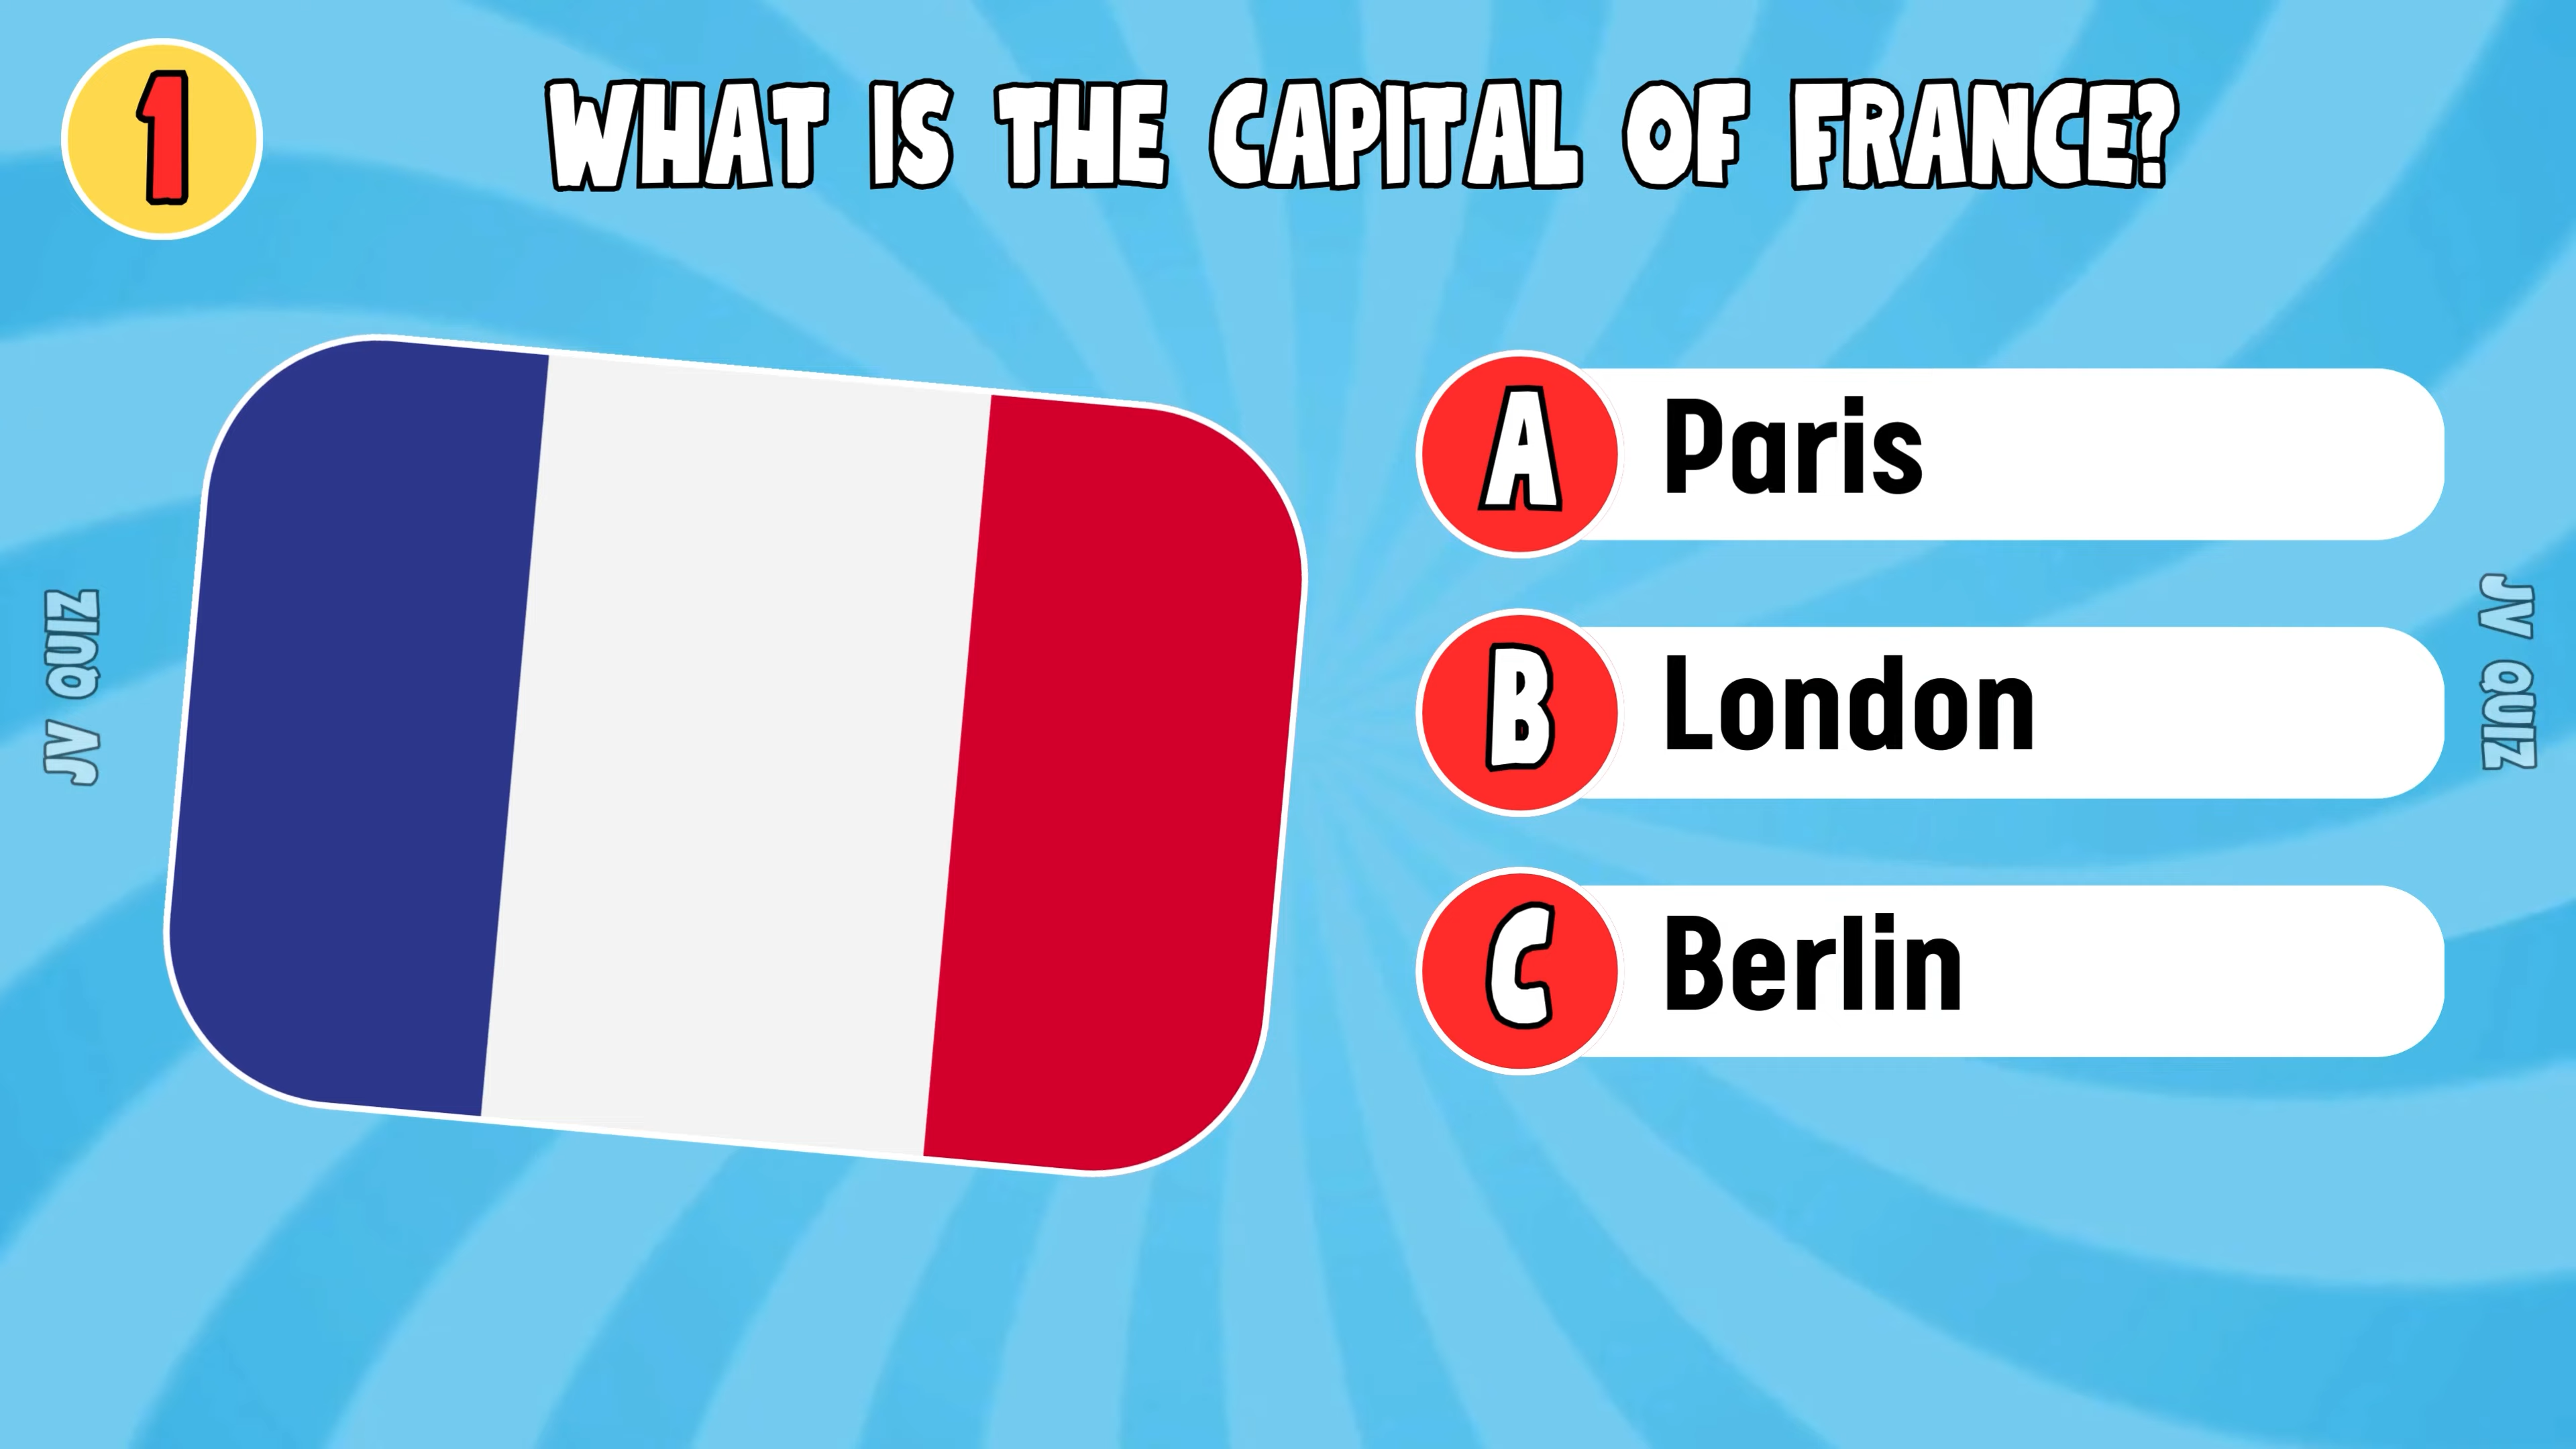 1
WHAT IS THE CAPITAL OF FRANCE?
A Paris
B London
C Berlin
JV QUIZ
JV QUIZ